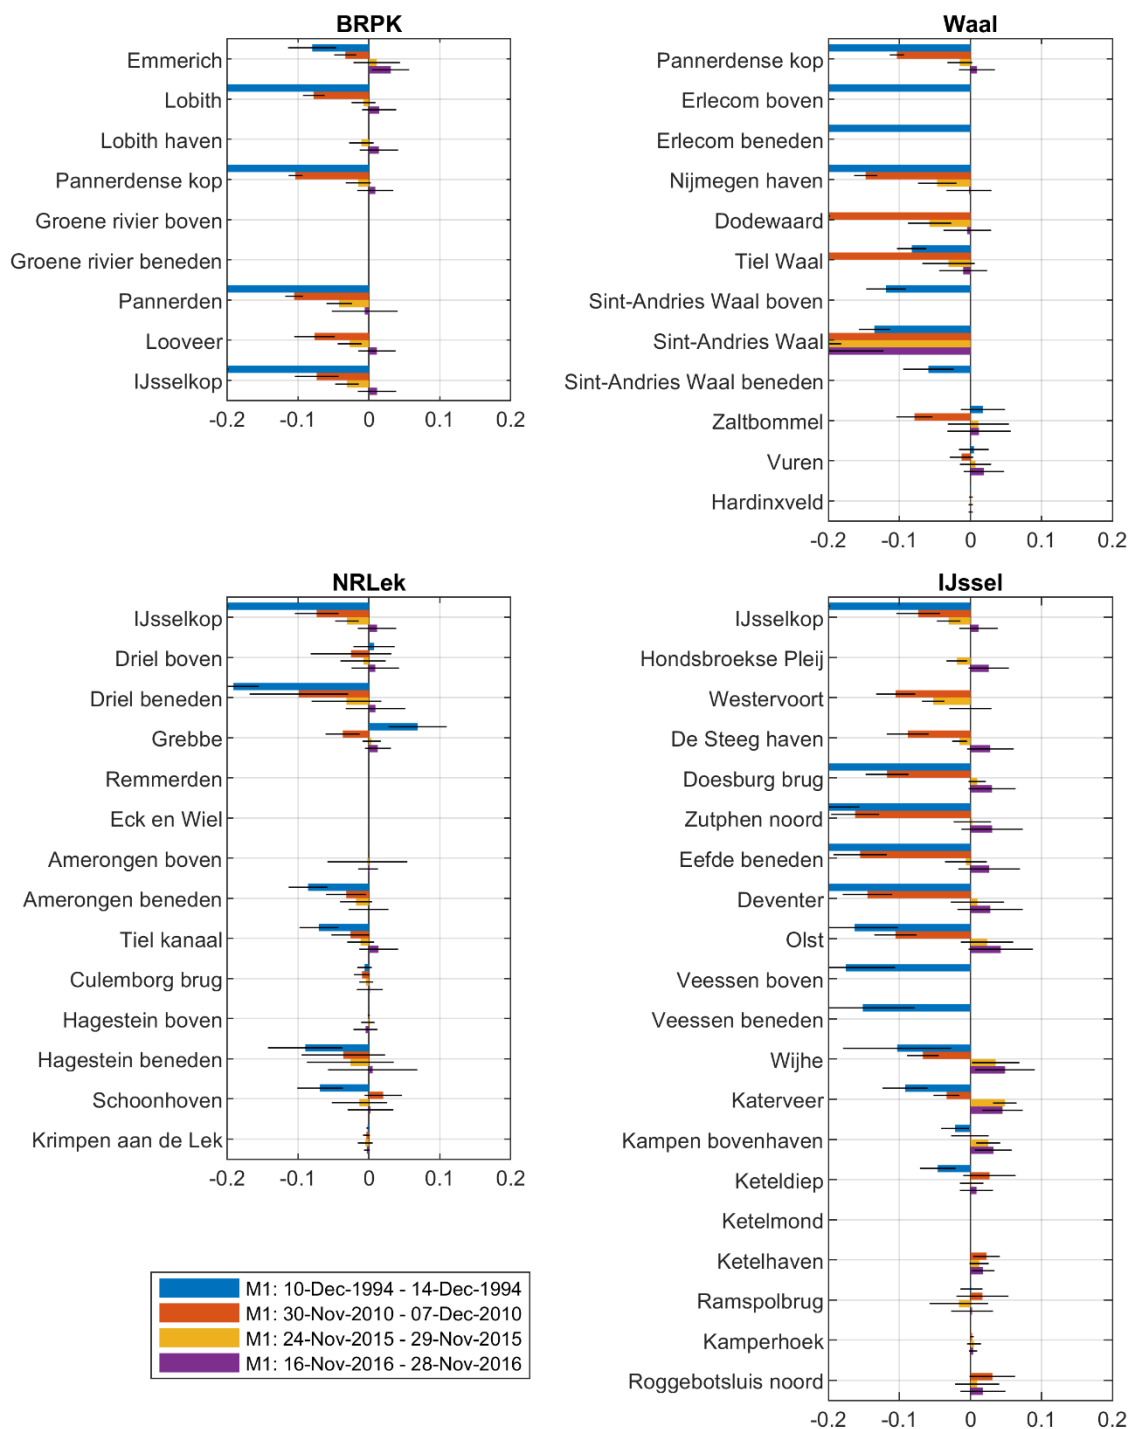 BRPK
Emmerich
Lobith
Lobith haven
Pannerdense kop
Groene rivier boven
Groene rivier beneden
Pannerden
Looveer
IJsselkop
-0.2 -0.1 0 0.1 0.2
Waal
Pannerdense kop
Erlecom boven
Erlecom beneden
Nijmegen haven
Dodewaard
Tiel Waal
Sint-Andries Waal boven
Sint-Andries Waal
Sint-Andries Waal beneden
Zaltbommel
Vuren
Hardinxveld
-0.2 -0.1 0 0.1 0.2
NRLek
IJsselkop
Driel boven
Driel beneden
Grebbe
Remmerden
Eck en Wiel
Amerongen boven
Amerongen beneden
Tiel kanaal
Culemborg brug
Hagestein boven
Hagestein beneden
Schoonhoven
Krimpen aan de Lek
-0.2 -0.1 0 0.1 0.2
IJssel
IJsselkop
Hondsbroekse Pleij
Westervoort
De Steeg haven
Doesburg brug
Zutphen noord
Eefde beneden
Deventer
Olst
Veessen boven
Veessen beneden
Wijhe
Katerveer
Kampen bovenhaven
Keteldiep
Ketelmond
Ketelhaven
Ramspolbrug
Kamperhoek
Roggebotsluis noord
-0.2 -0.1 0 0.1 0.2
M1: 10-Dec-1994 - 14-Dec-1994
M1: 30-Nov-2010 - 07-Dec-2010
M1: 24-Nov-2015 - 29-Nov-2015
M1: 16-Nov-2016 - 28-Nov-2016